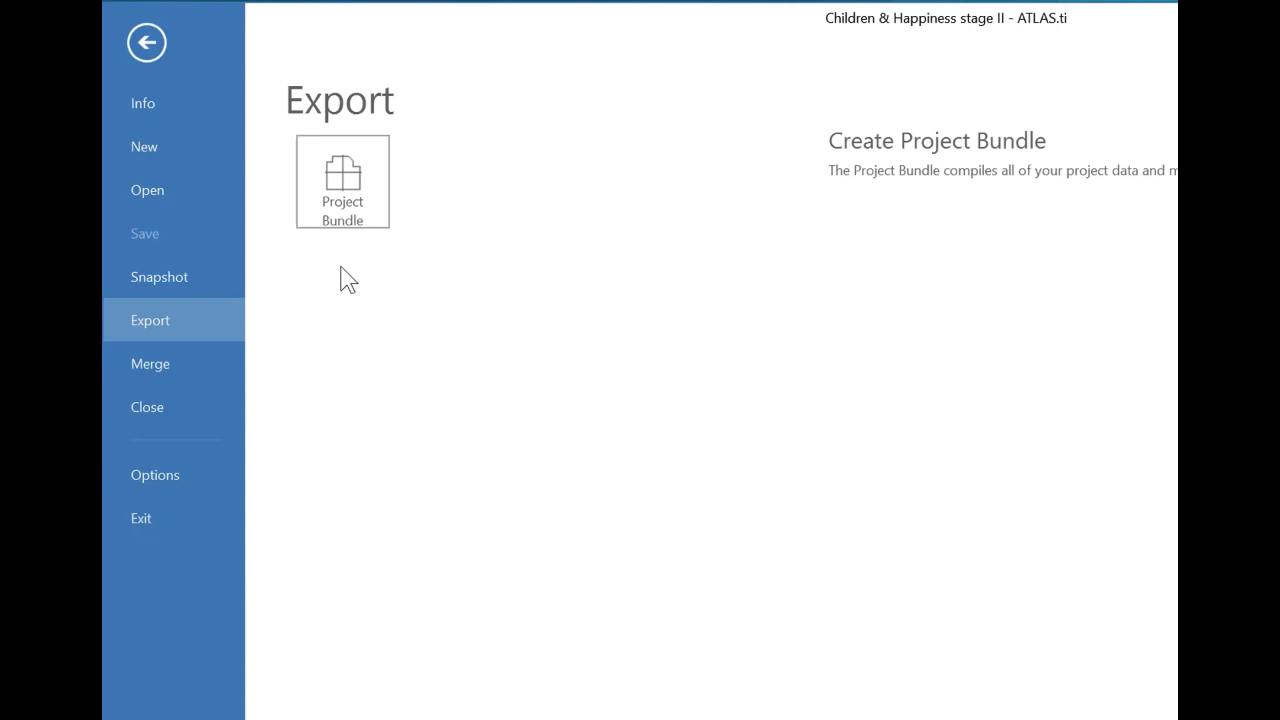 Children & Happiness stage II - ATLAS.ti
Info
New
Open
Save
Snapshot
Export
Merge
Close
Options
Exit
Export
Project
Bundle
Create Project Bundle
The Project Bundle compiles all of your project data and